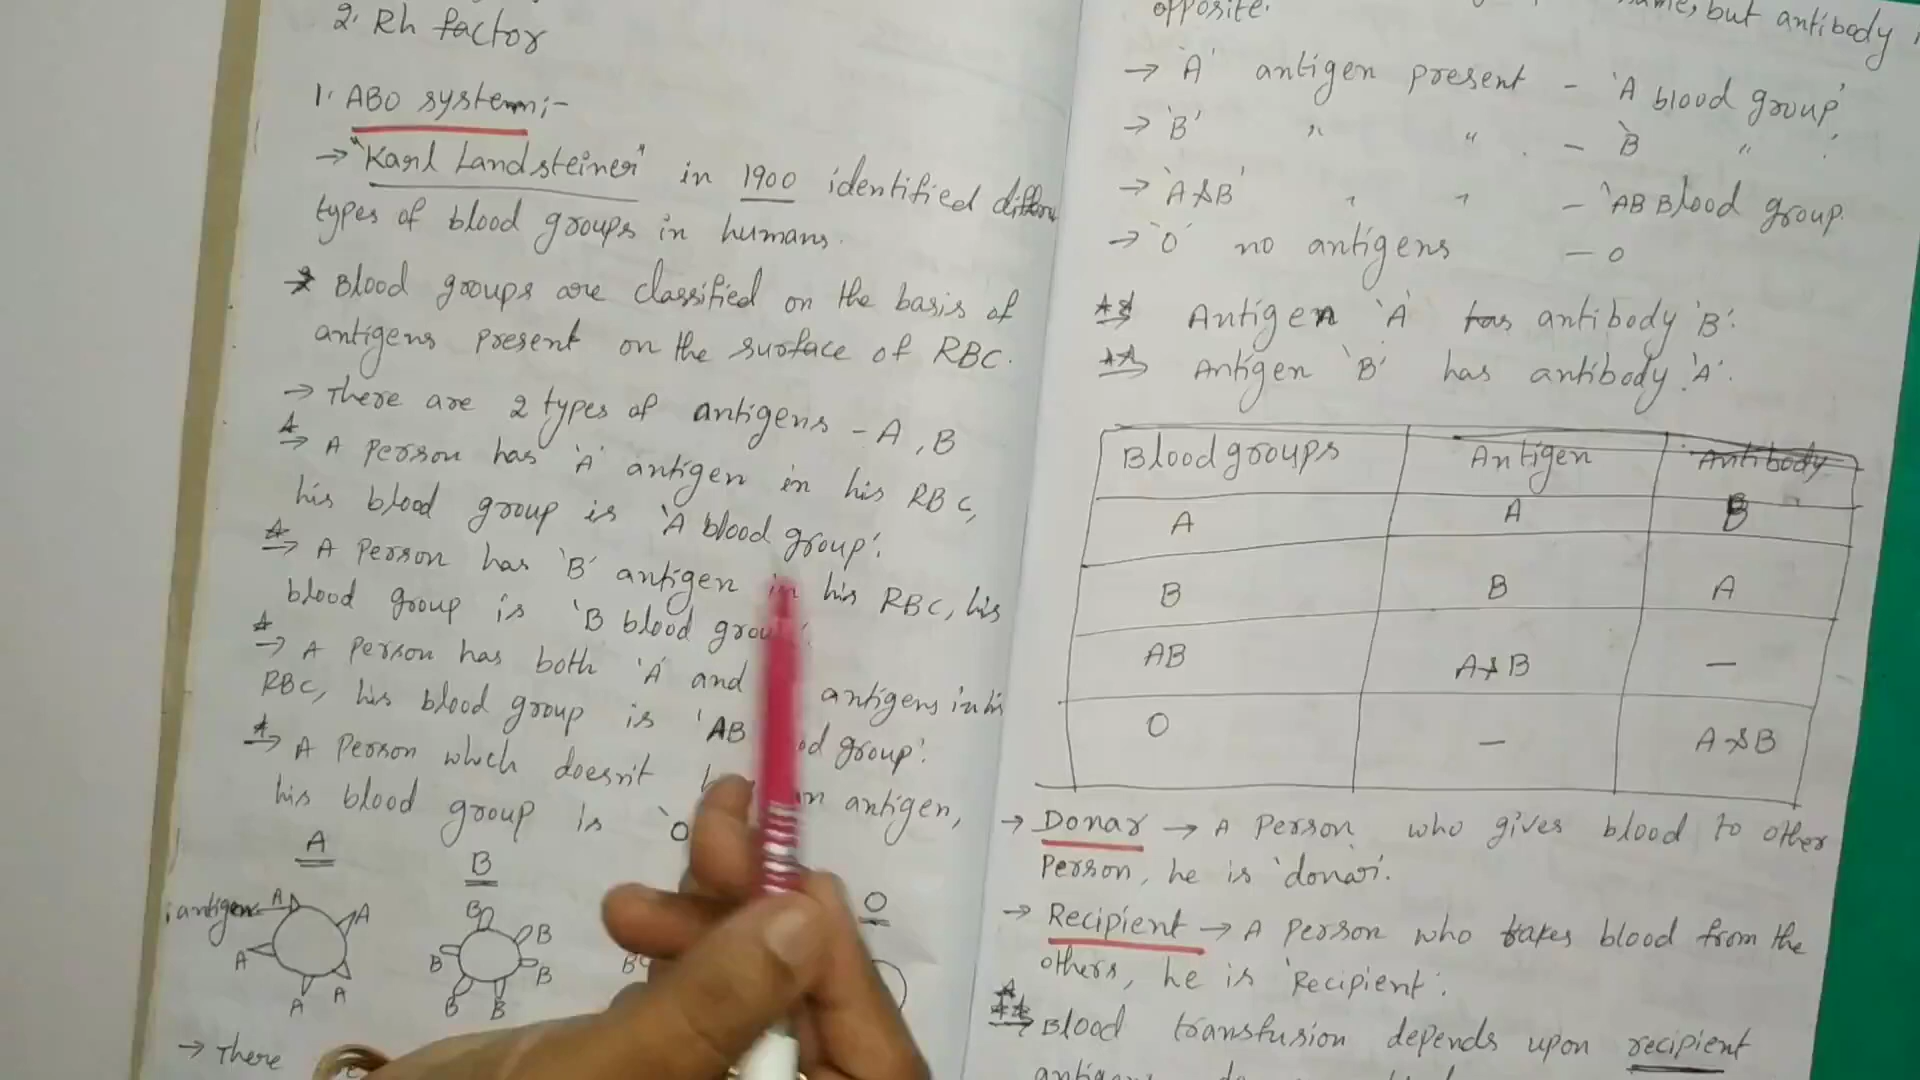 2. Rh factor
1. ABO system;-
→ "Karl Landsteiner" in 1900 identified
types of blood groups in humans.
→ Blood groups are classified on the basis of
antigens present on the surface of RBC.
→ There are 2 types of antigens - A, B
→ A person has 'A' antigen in his RBC,
his blood group is 'A blood group'.
→ A person has 'B' antigen in his RBC, his
blood group is 'B blood
→ A person has both 'A' and antigens in his
RBC, his blood group is 'AB group'.
→ A person which doesn't antigen,
his blood group is 'O
A B O
antigen A A A A A
B B B B B
→ There
opposite. but antibody
→ 'A' antigen present - 'A blood group'
→ 'B' " " - 'B " '
→ 'A&B' " " - 'AB Blood group.
→ 'O' no antigens - O
→ Antigen 'A' has antibody 'B'.
→ Antigen 'B' has antibody 'A'.
Blood groups Antigen Antibody
A A B
B B A
AB A&B -
O - A&B
→ Donar → A person who gives blood to other
person, he is 'donar'.
→ Recipient → A person who takes blood from the
others, he is 'Recipient'.
→ Blood transfusion depends upon recipient